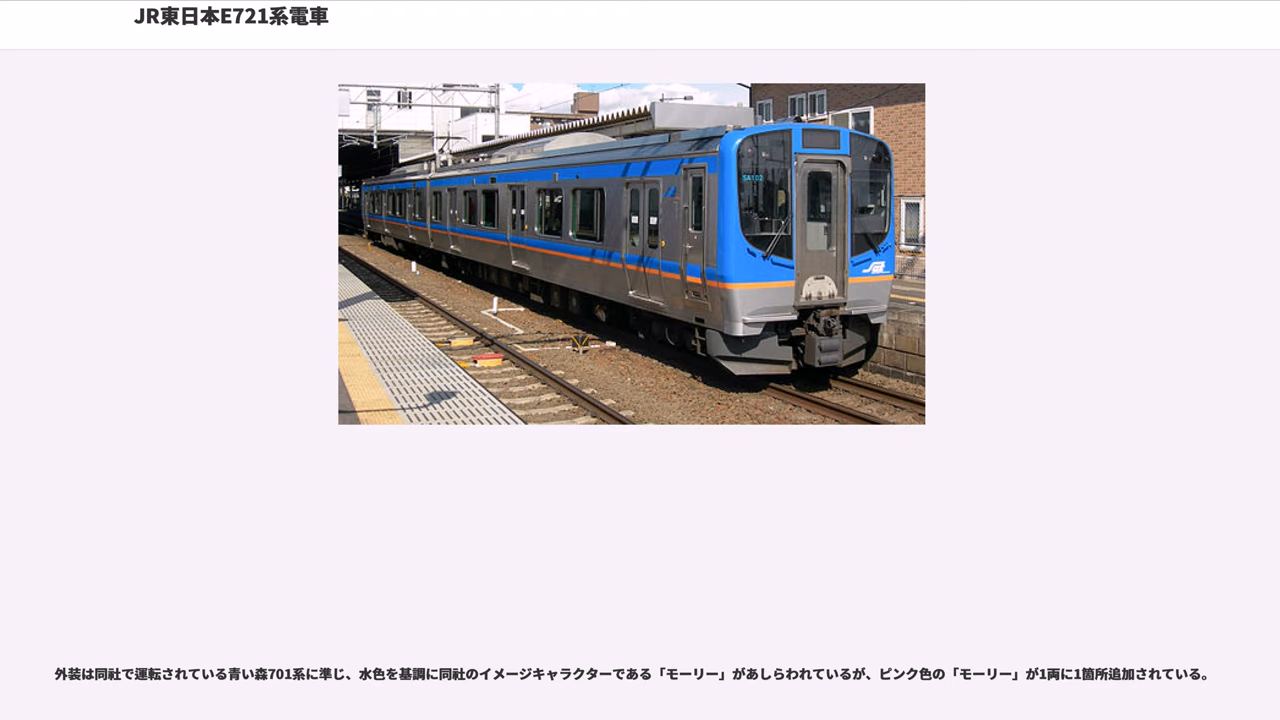 JR東日本E721系電車
SA102
外装は同社で運転されている青い森701系に準じ、水色を基調に同社のイメージキャラクターである「モーリー」があしらわれているが、ピンク色の「モーリー」が1両に1箇所追加されている。